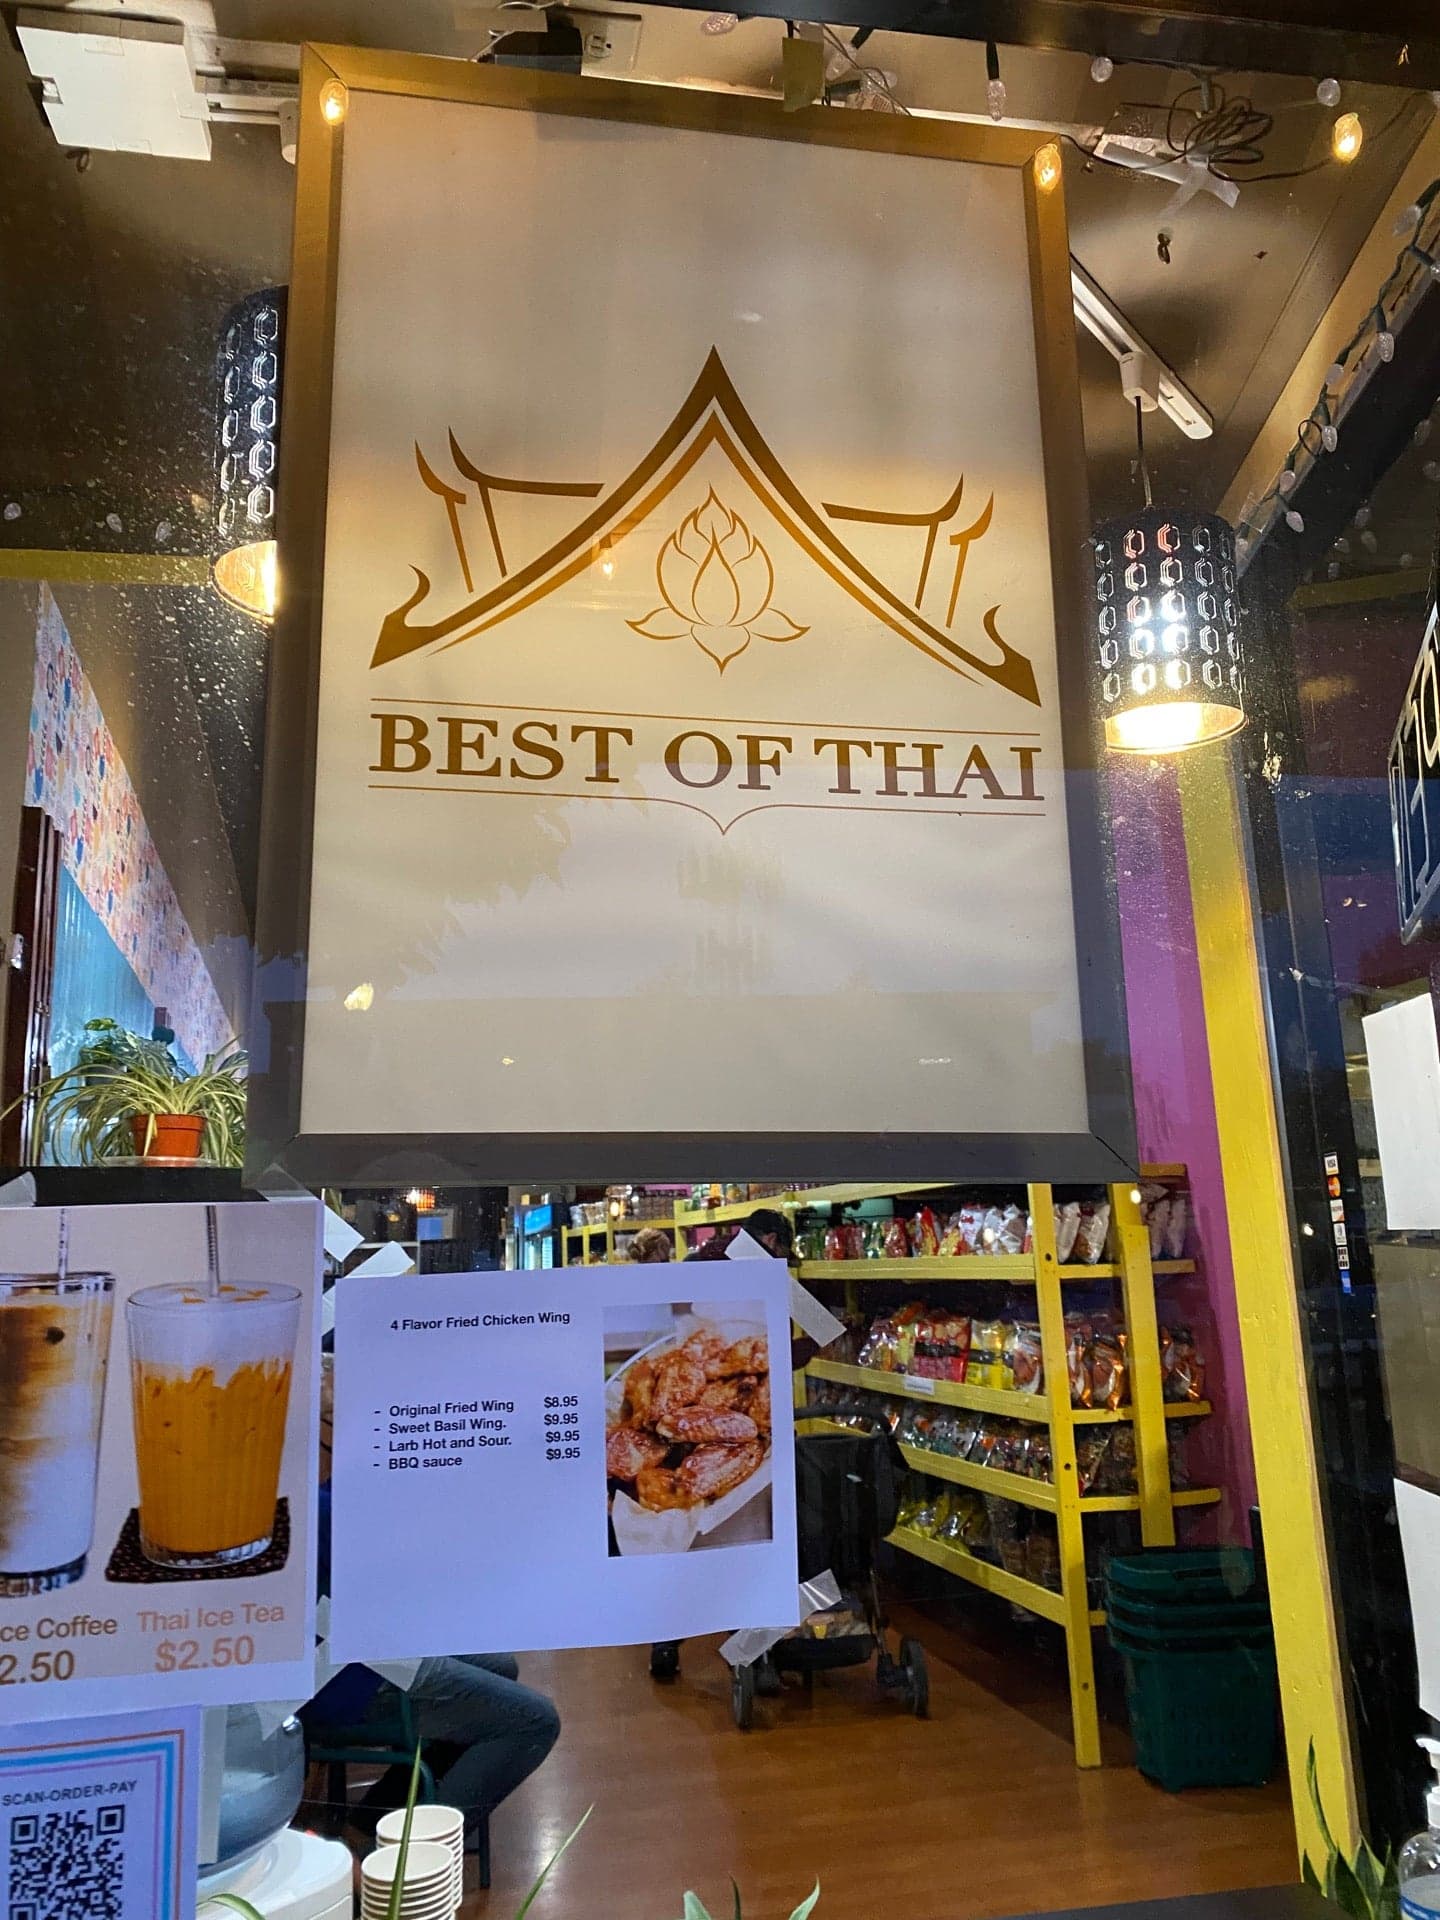 BEST OF THAI
4 Flavor Fried Chicken Wing
- Original Fried Wing $8.95
- Sweet Basil Wing. $9.95
- Larb Hot and Sour. $9.95
- BBQ sauce $9.95
ce Coffee
2.50
Thai Ice Tea
$2.50
SCAN-ORDER-PAY
VISA